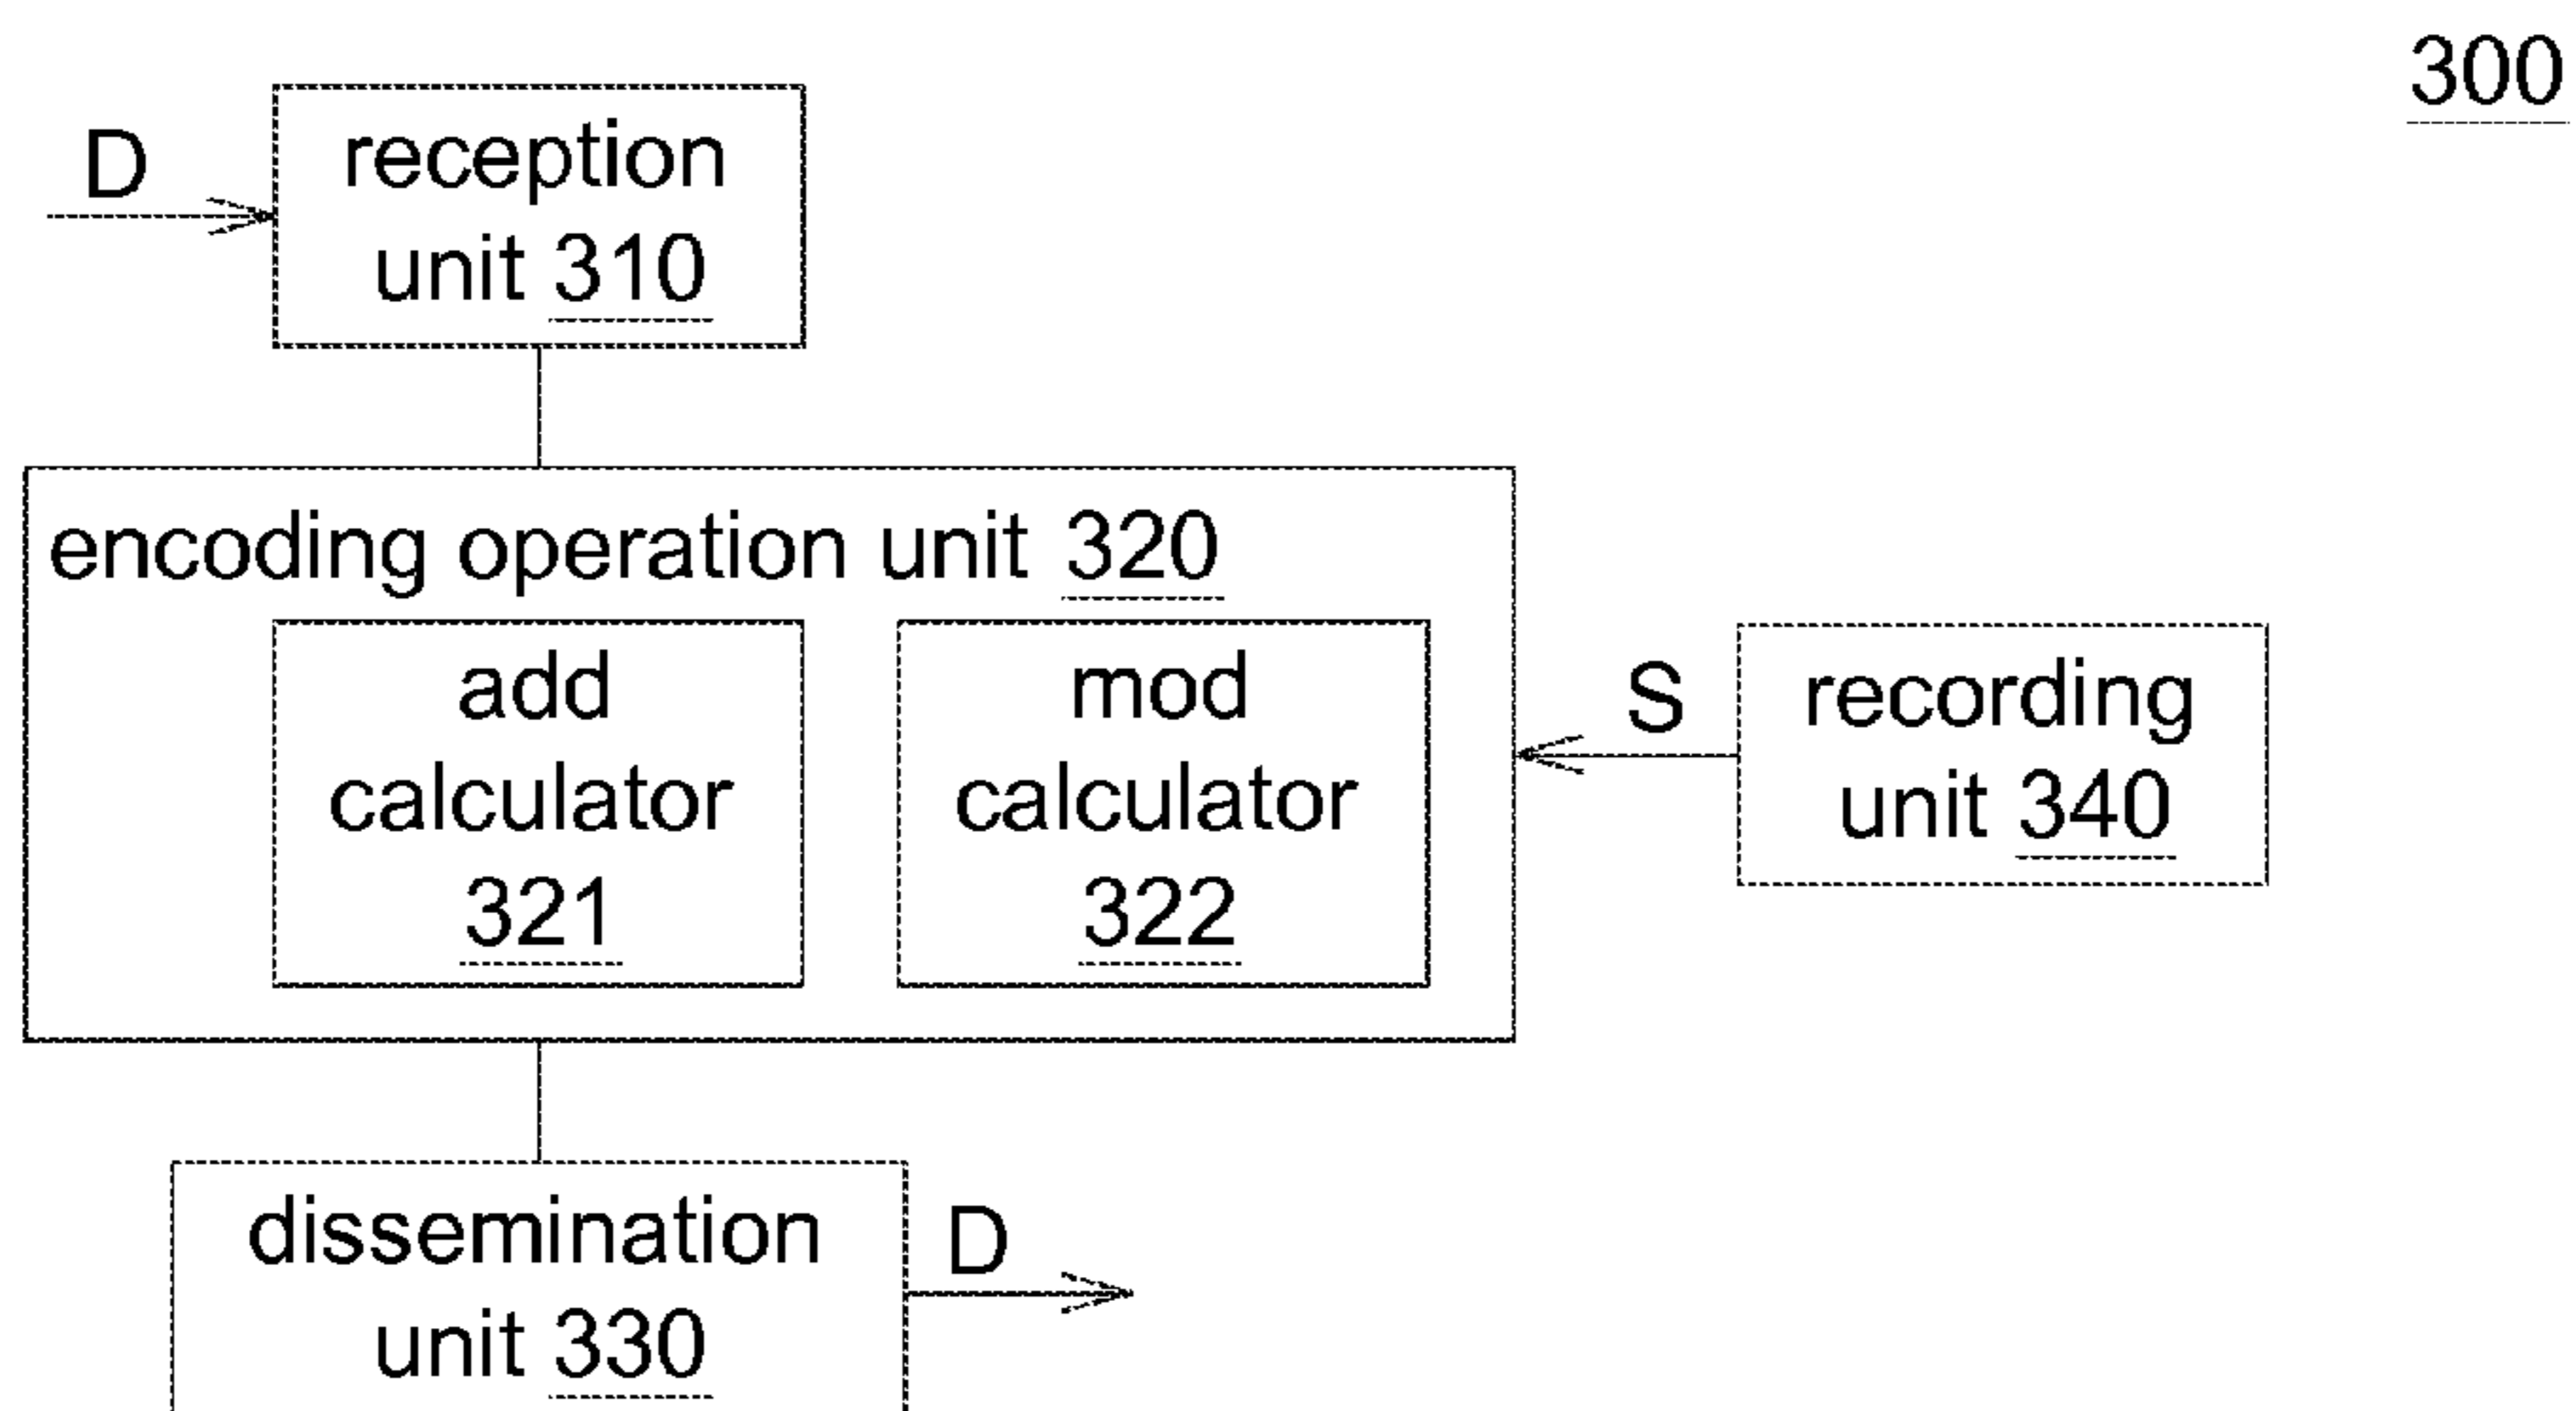 300
D
reception
unit 310
encoding operation unit 320
add
calculator
321
mod
calculator
322
S
recording
unit 340
dissemination
unit 330
D